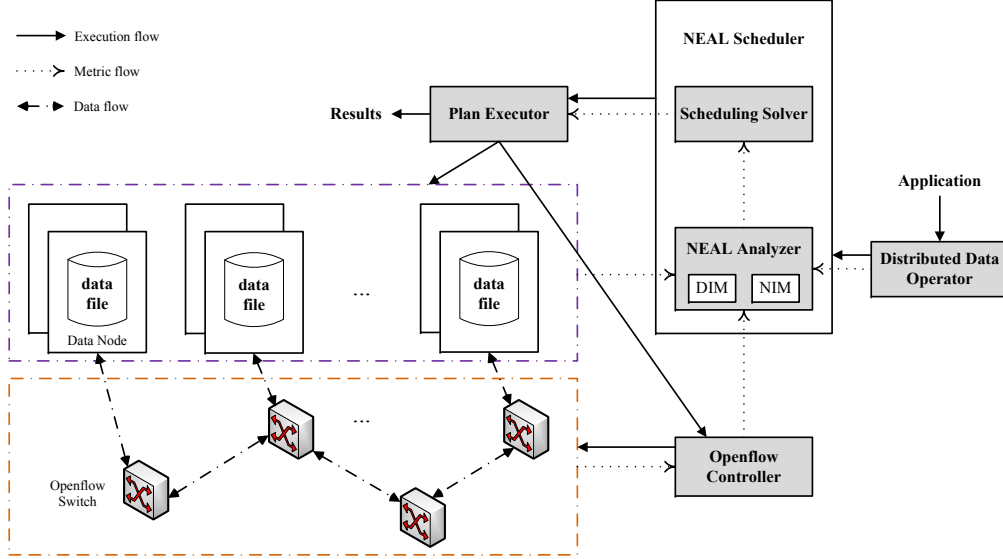 Execution flow
Metric flow
Data flow
NEAL Scheduler
Results
Plan Executor
Scheduling Solver
Application
NEAL Analyzer
DIM
NIM
Distributed Data
Operator
data
file
data
file
...
data
file
Data Node
...
Openflow
Switch
Openflow
Controller